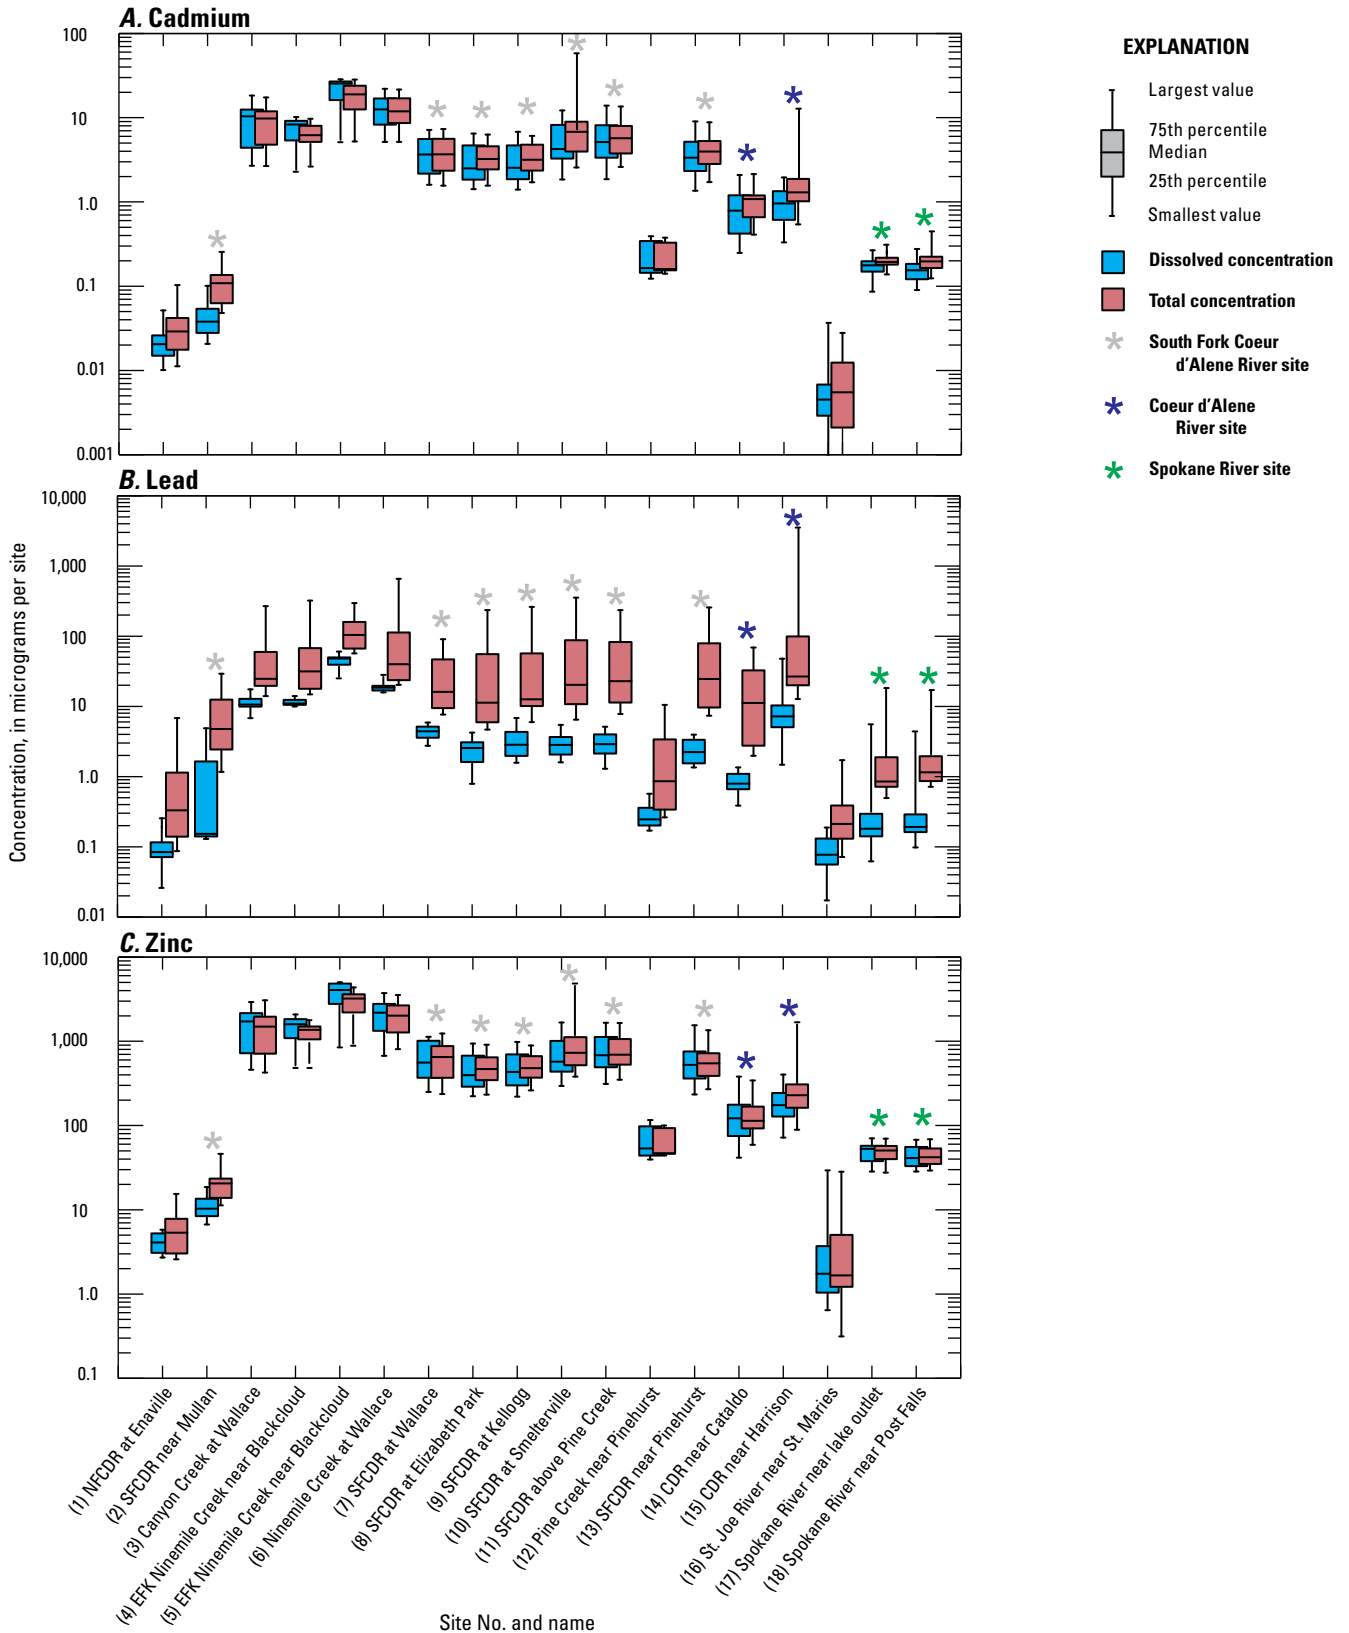 A. Cadmium
100
10
1.0
0.1
0.01
0.001
EXPLANATION
Largest value
75th percentile
Median
25th percentile
Smallest value
Dissolved concentration
Total concentration
South Fork Coeur
d'Alene River site
Coeur d'Alene
River site
Spokane River site
B. Lead
10,000
1,000
100
10
1.0
0.1
0.01
Concentration, in micrograms per site
C. Zinc
10,000
1,000
100
10
1.0
0.1
(1) NFCDR at Enaville
(2) SFCDR near Mullan
(3) Canyon Creek at Wallace
(4) EFK Ninemile Creek near Blackcloud
(5) EFK Ninemile Creek near Blackcloud
(6) Ninemile Creek at Wallace
(7) SFCDR at Wallace
(8) SFCDR at Elizabeth Park
(9) SFCDR at Kellogg
(10) SFCDR at Smelterville
(11) SFCDR above Pine Creek
(12) Pine Creek near Pinehurst
(13) SFCDR near Pinehurst
(14) CDR near Cataldo
(15) CDR near Harrison
(16) St. Joe River near St. Maries
(17) Spokane River near lake outlet
(18) Spokane River near Post Falls
Site No. and name